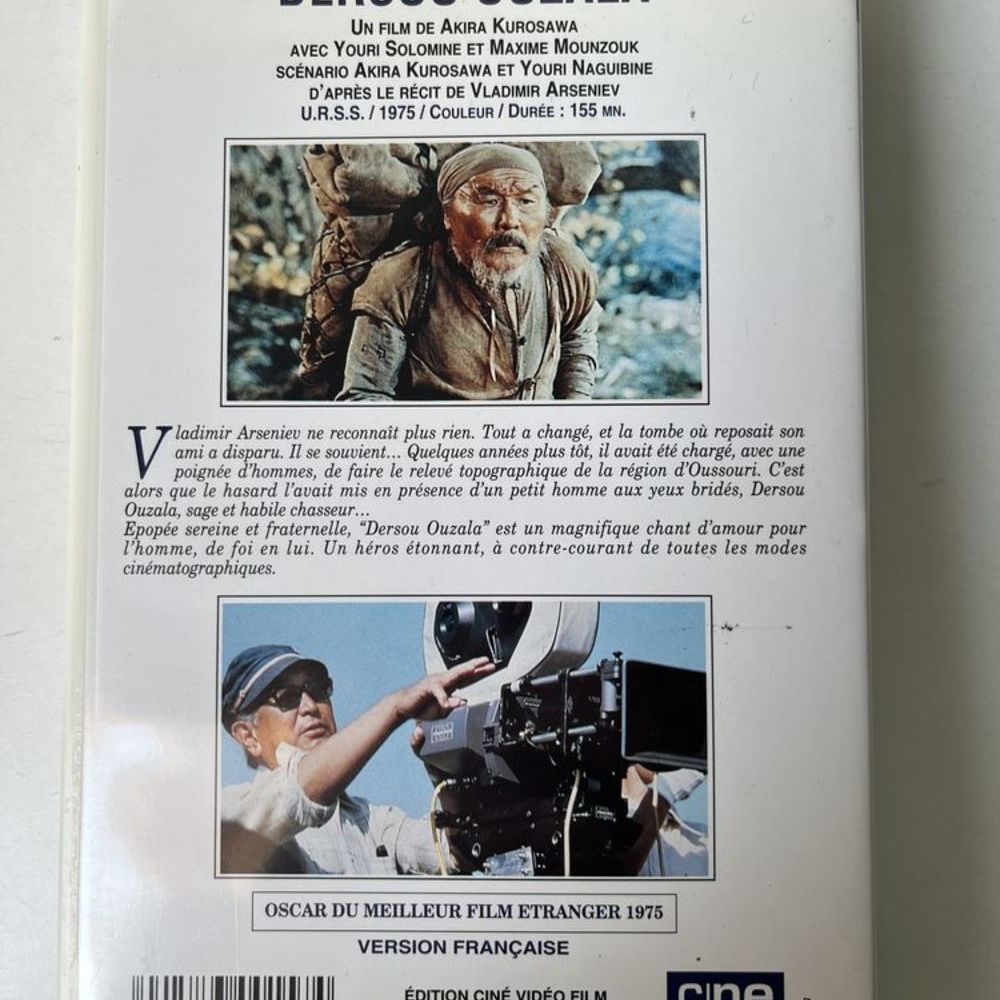 DERSOU OUZALA
UN FILM DE AKIRA KUROSAWA
AVEC YOURI SOLOMINE ET MAXIME MOUNZOUK
SCÉNARIO AKIRA KUROSAWA ET YOURI NAGUIBINE
D'APRÈS LE RÉCIT DE VLADIMIR ARSENIEV
U.R.S.S. / 1975 / COULEUR / DURÉE : 155 MN.
Vladimir Arseniev ne reconnaît plus rien. Tout a changé, et la tombe où reposait son
ami a disparu. Il se souvient... Quelques années plus tôt, il avait été chargé, avec une
poignée d'hommes, de faire le relevé topographique de la région d'Oussouri. C'est
alors que le hasard l'avait mis en présence d'un petit homme aux yeux bridés, Dersou
Ouzala, sage et habile chasseur...
Epopée sereine et fraternelle, "Dersou Ouzala" est un magnifique chant d'amour pour
l'homme, de foi en lui. Un héros étonnant, à contre-courant de toutes les modes
cinématographiques.
OSCAR DU MEILLEUR FILM ETRANGER 1975
VERSION FRANÇAISE
ÉDITION CINÉ VIDÉO FILM
cine